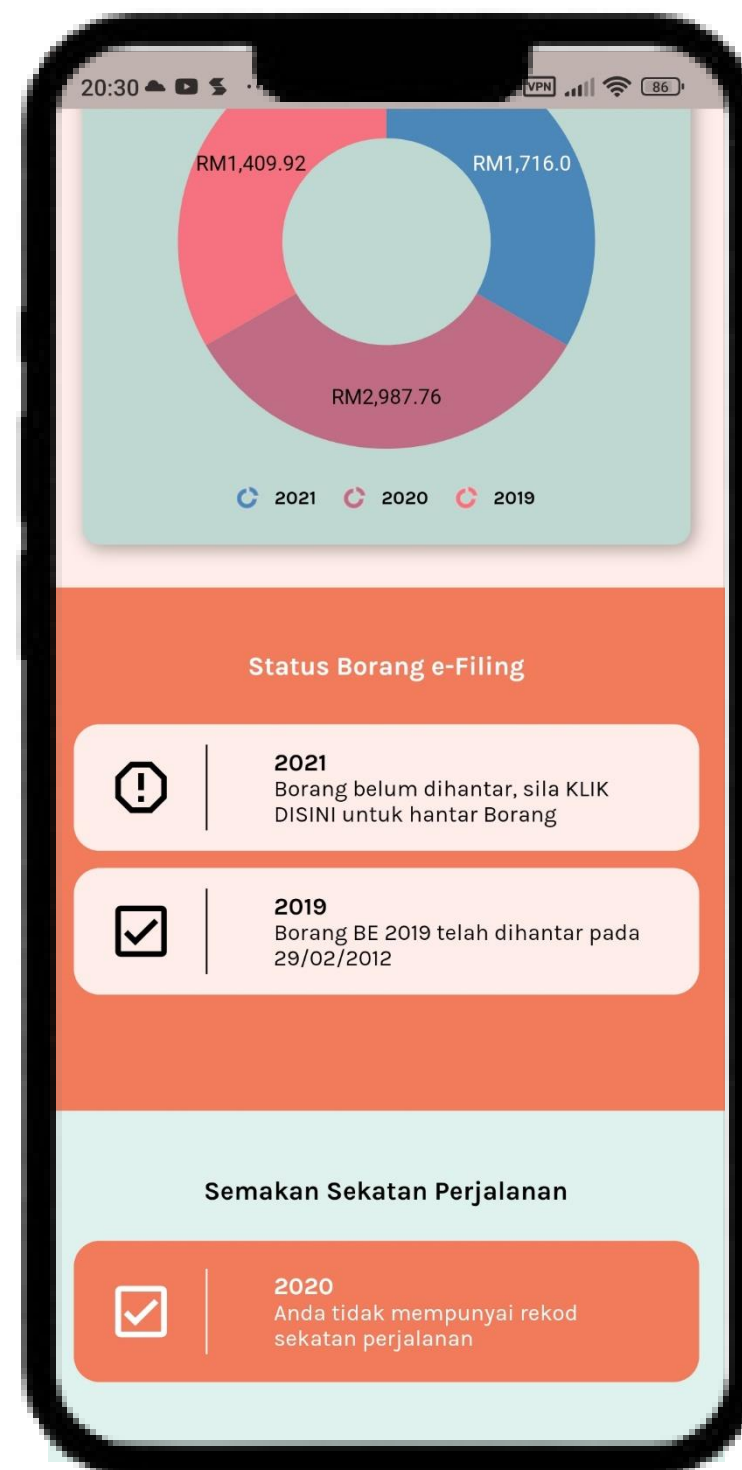 20:30
VPN
86
RM1,409.92 RM1,716.0
RM2,987.76
2021 2020 2019
Status Borang e-Filing
2021
Borang belum dihantar, sila KLIK
DISINI untuk hantar Borang
2019
Borang BE 2019 telah dihantar pada
29/02/2012
Semakan Sekatan Perjalanan
2020
Anda tidak mempunyai rekod
sekatan perjalanan